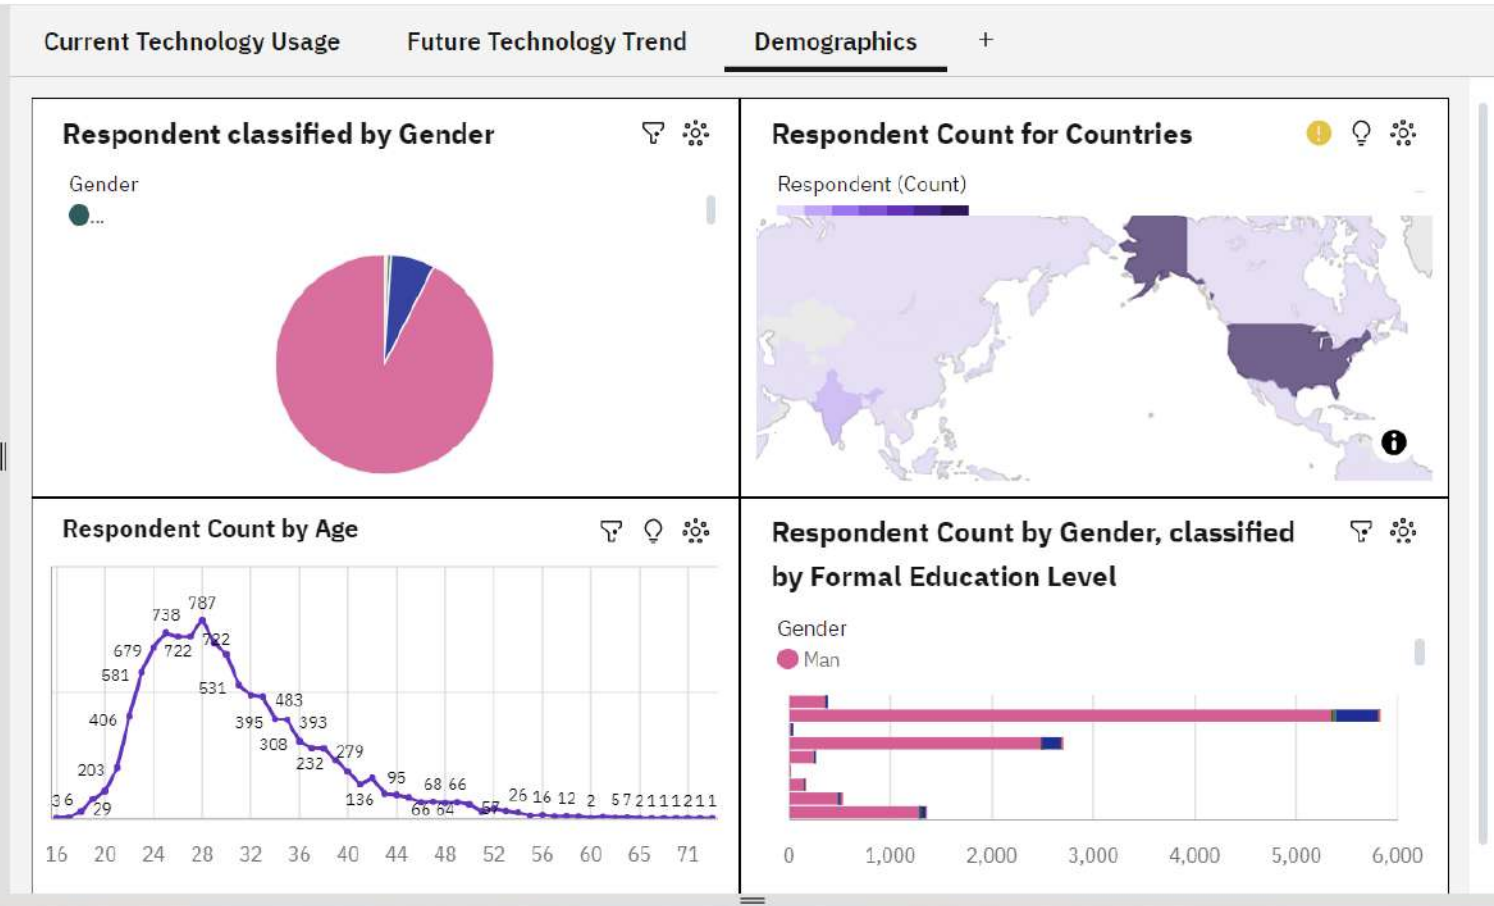 Current Technology Usage
Future Technology Trend
Demographics
+
Respondent classified by Gender
Gender
...
Respondent Count for Countries
Respondent (Count)
Respondent Count by Age
787
738
722
679
722
581
531
483
406
395
393
308
279
232
203
95
136
68 66
3 6
29
66 64
57
26 16 12 2 5 7 2 1 1 1 2 1 1
16 20 24 28 32 36 40 44 48 52 56 60 65 71
Respondent Count by Gender, classified
by Formal Education Level
Gender
Man
0 1,000 2,000 3,000 4,000 5,000 6,000